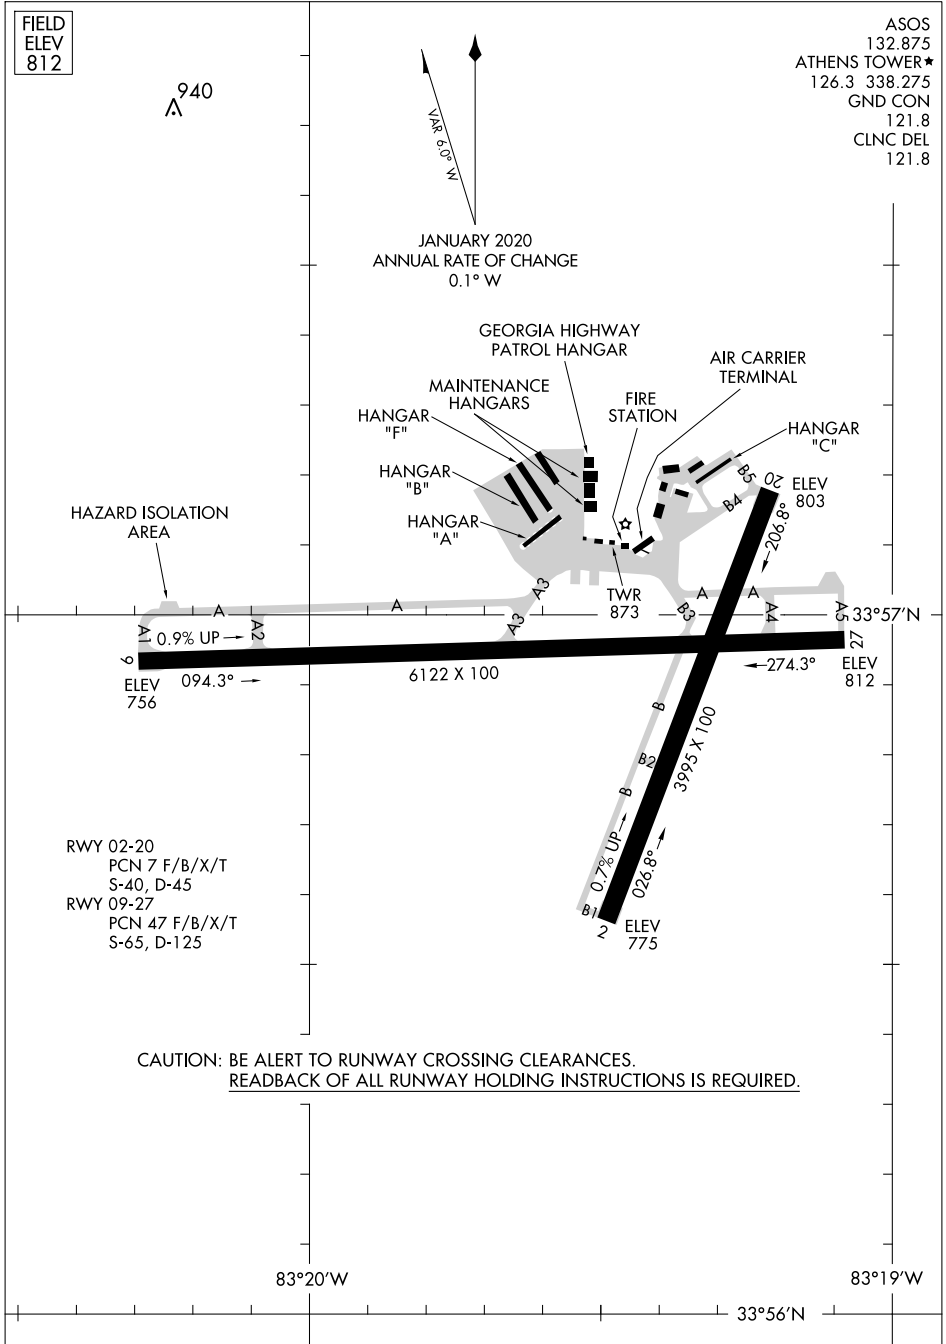 FIELD
ELEV
812
ASOS
132.875
ATHENS TOWER★
126.3 338.275
GND CON
121.8
CLNC DEL
121.8
940
VAR 6.0° W
JANUARY 2020
ANNUAL RATE OF CHANGE
0.1° W
GEORGIA HIGHWAY
PATROL HANGAR
AIR CARRIER
TERMINAL
MAINTENANCE
HANGARS
FIRE
STATION
HANGAR
"F"
HANGAR
"C"
HANGAR
"B"
HANGAR
"A"
HAZARD ISOLATION
AREA
B5
B4
20
ELEV
803
206.8°
TWR
873
A3
A3
B3
A
A
A
A
A1
A2
A4
A5
33°57'N
0.9% UP
9
27
ELEV
756
094.3°
6122 X 100
274.3°
ELEV
812
B
B2
B
3995 X 100
0.7% UP
026.8°
B1
2
ELEV
775
RWY 02-20
PCN 7 F/B/X/T
S-40, D-45
RWY 09-27
PCN 47 F/B/X/T
S-65, D-125
CAUTION: BE ALERT TO RUNWAY CROSSING CLEARANCES.
READBACK OF ALL RUNWAY HOLDING INSTRUCTIONS IS REQUIRED.
83°20'W
83°19'W
33°56'N